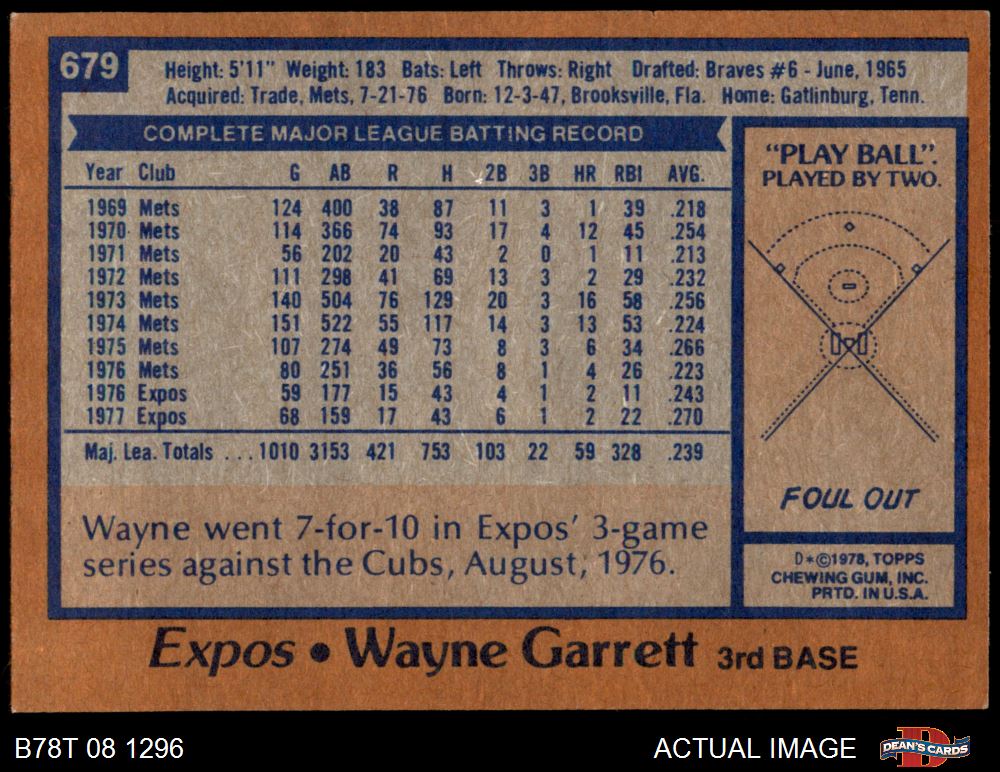 679
Height: 5'11" Weight: 183 Bats: Left Throws: Right Drafted: Braves #6 - June, 1965
Acquired: Trade, Mets, 7-21-76 Born: 12-3-47, Brooksville, Fla. Home: Gatlinburg, Tenn.
COMPLETE MAJOR LEAGUE BATTING RECORD
Year Club G AB R H 2B 3B HR RBI AVG.
1969 Mets 124 400 38 87 11 3 1 39 .218
1970 Mets 114 366 74 93 17 4 12 45 .254
1971 Mets 56 202 20 43 2 0 1 11 .213
1972 Mets 111 298 41 69 13 3 2 29 .232
1973 Mets 140 504 76 129 20 3 16 58 .256
1974 Mets 151 522 55 117 14 3 13 53 .224
1975 Mets 107 274 49 73 8 3 6 34 .266
1976 Mets 80 251 36 56 8 1 4 26 .223
1976 Expos 59 177 15 43 4 1 2 11 .243
1977 Expos 68 159 17 43 6 1 2 22 .270
Maj. Lea. Totals . . . 1010 3153 421 753 103 22 59 328 .239
Wayne went 7-for-10 in Expos' 3-game
series against the Cubs, August, 1976.
"PLAY BALL".
PLAYED BY TWO.
FOUL OUT
D*©1978, TOPPS
CHEWING GUM, INC.
PRTD. IN U.S.A.
Expos • Wayne Garrett 3rd BASE
B78T 08 1296
ACTUAL IMAGE
DEAN'S CARDS